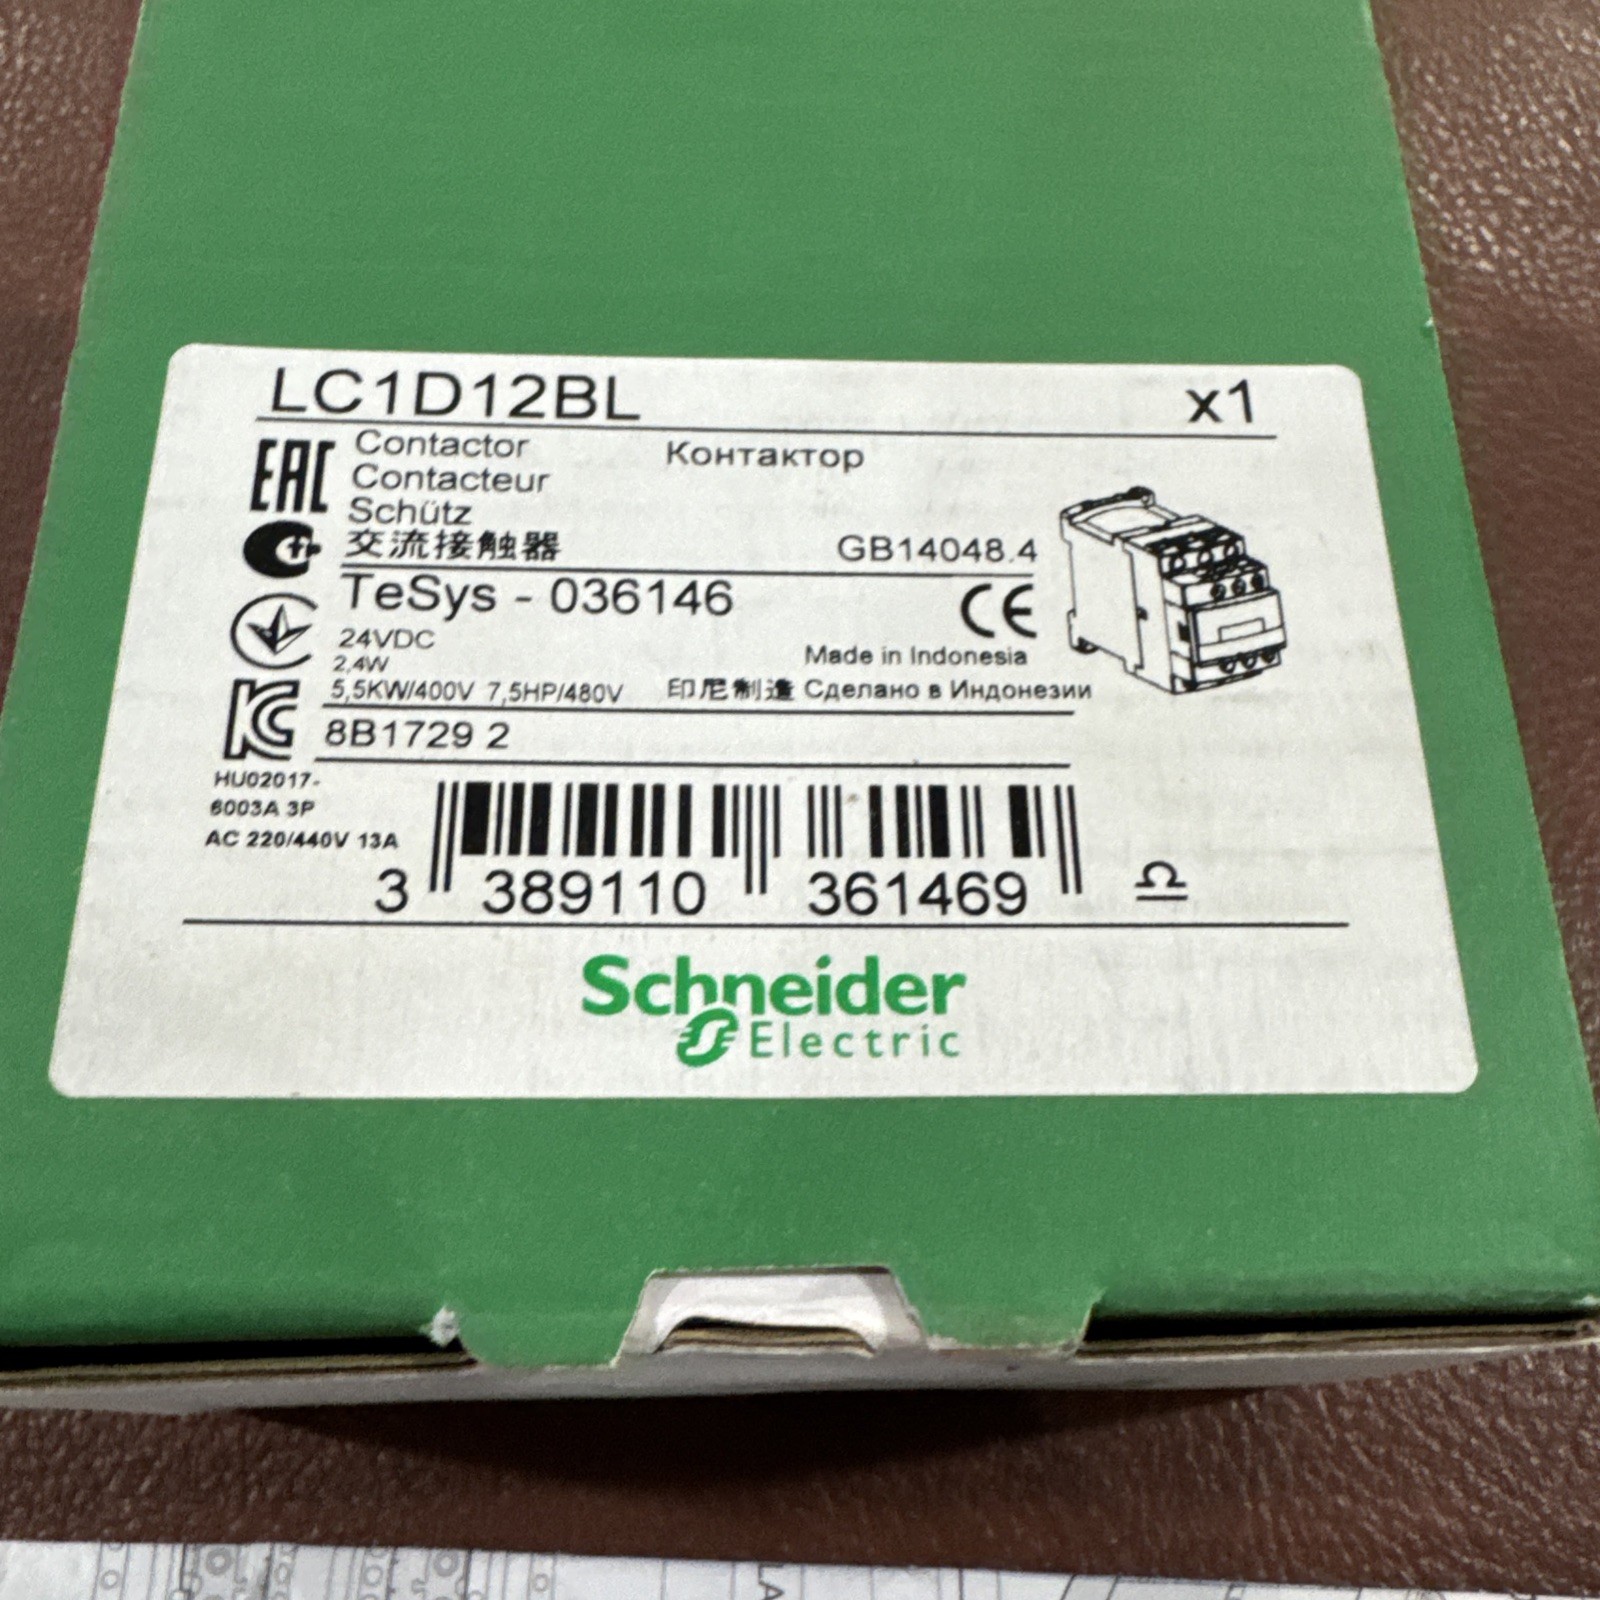 LC1D12BL x1
EAC
Contactor Контактор
Contacteur
Schütz
交流接触器 GB14048.4
TeSys - 036146 CE
24VDC
2,4W Made in Indonesia
5,5KW/400V 7,5HP/480V 印尼制造 Сделано в Индонезии
8B1729 2
HU02017-
6003A 3P
AC 220/440V 13A
3 389110 361469
Schneider
Electric